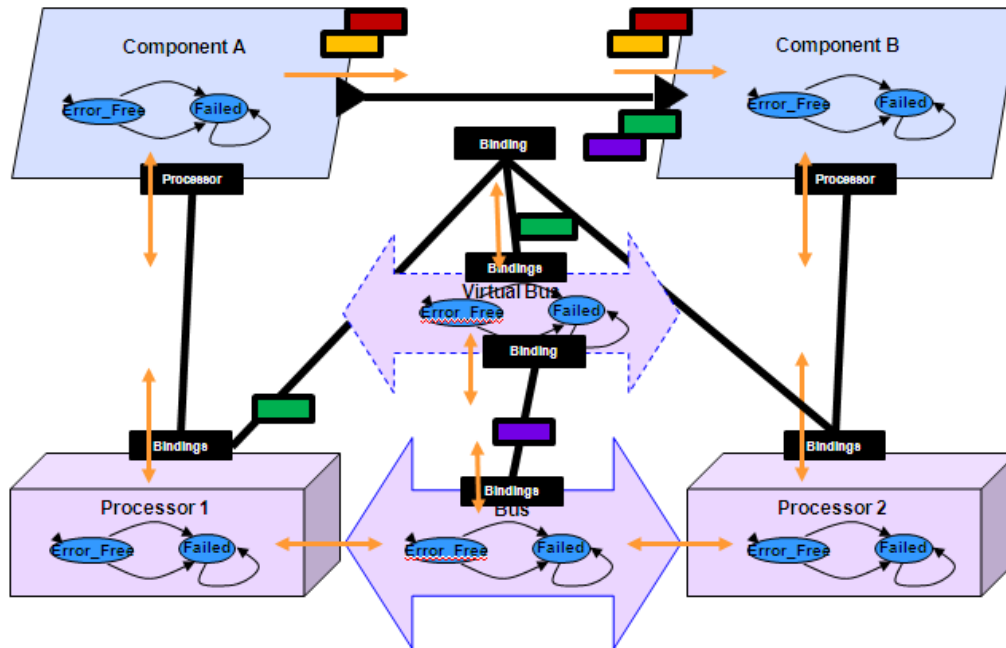 Component A
Component B
Error_Free
Failed
Error_Free
Failed
Binding
Processor
Processor
Bindings
Virtual Bus
Error_Free
Failed
Binding
Bindings
Bindings
Bindings
Processor 1
Bus
Processor 2
Error_Free
Failed
Error_Free
Failed
Error_Free
Failed